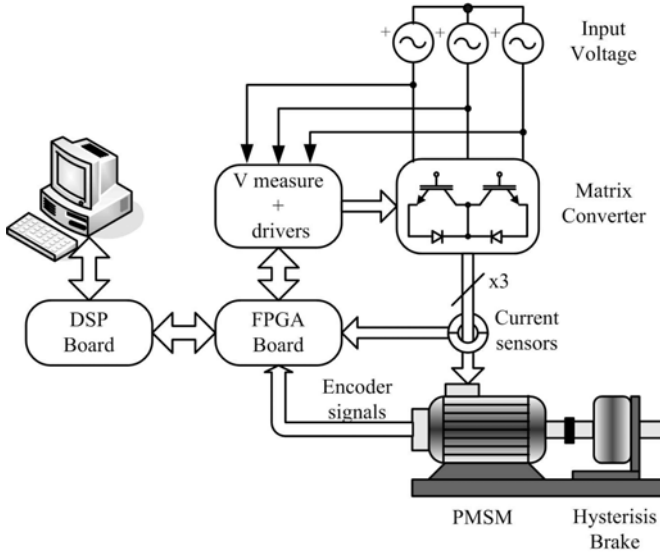 +
+
+
Input
Voltage
V measure
+
drivers
Matrix
Converter
x3
DSP
Board
FPGA
Board
Current
sensors
Encoder
signals
PMSM
Hysterisis
Brake